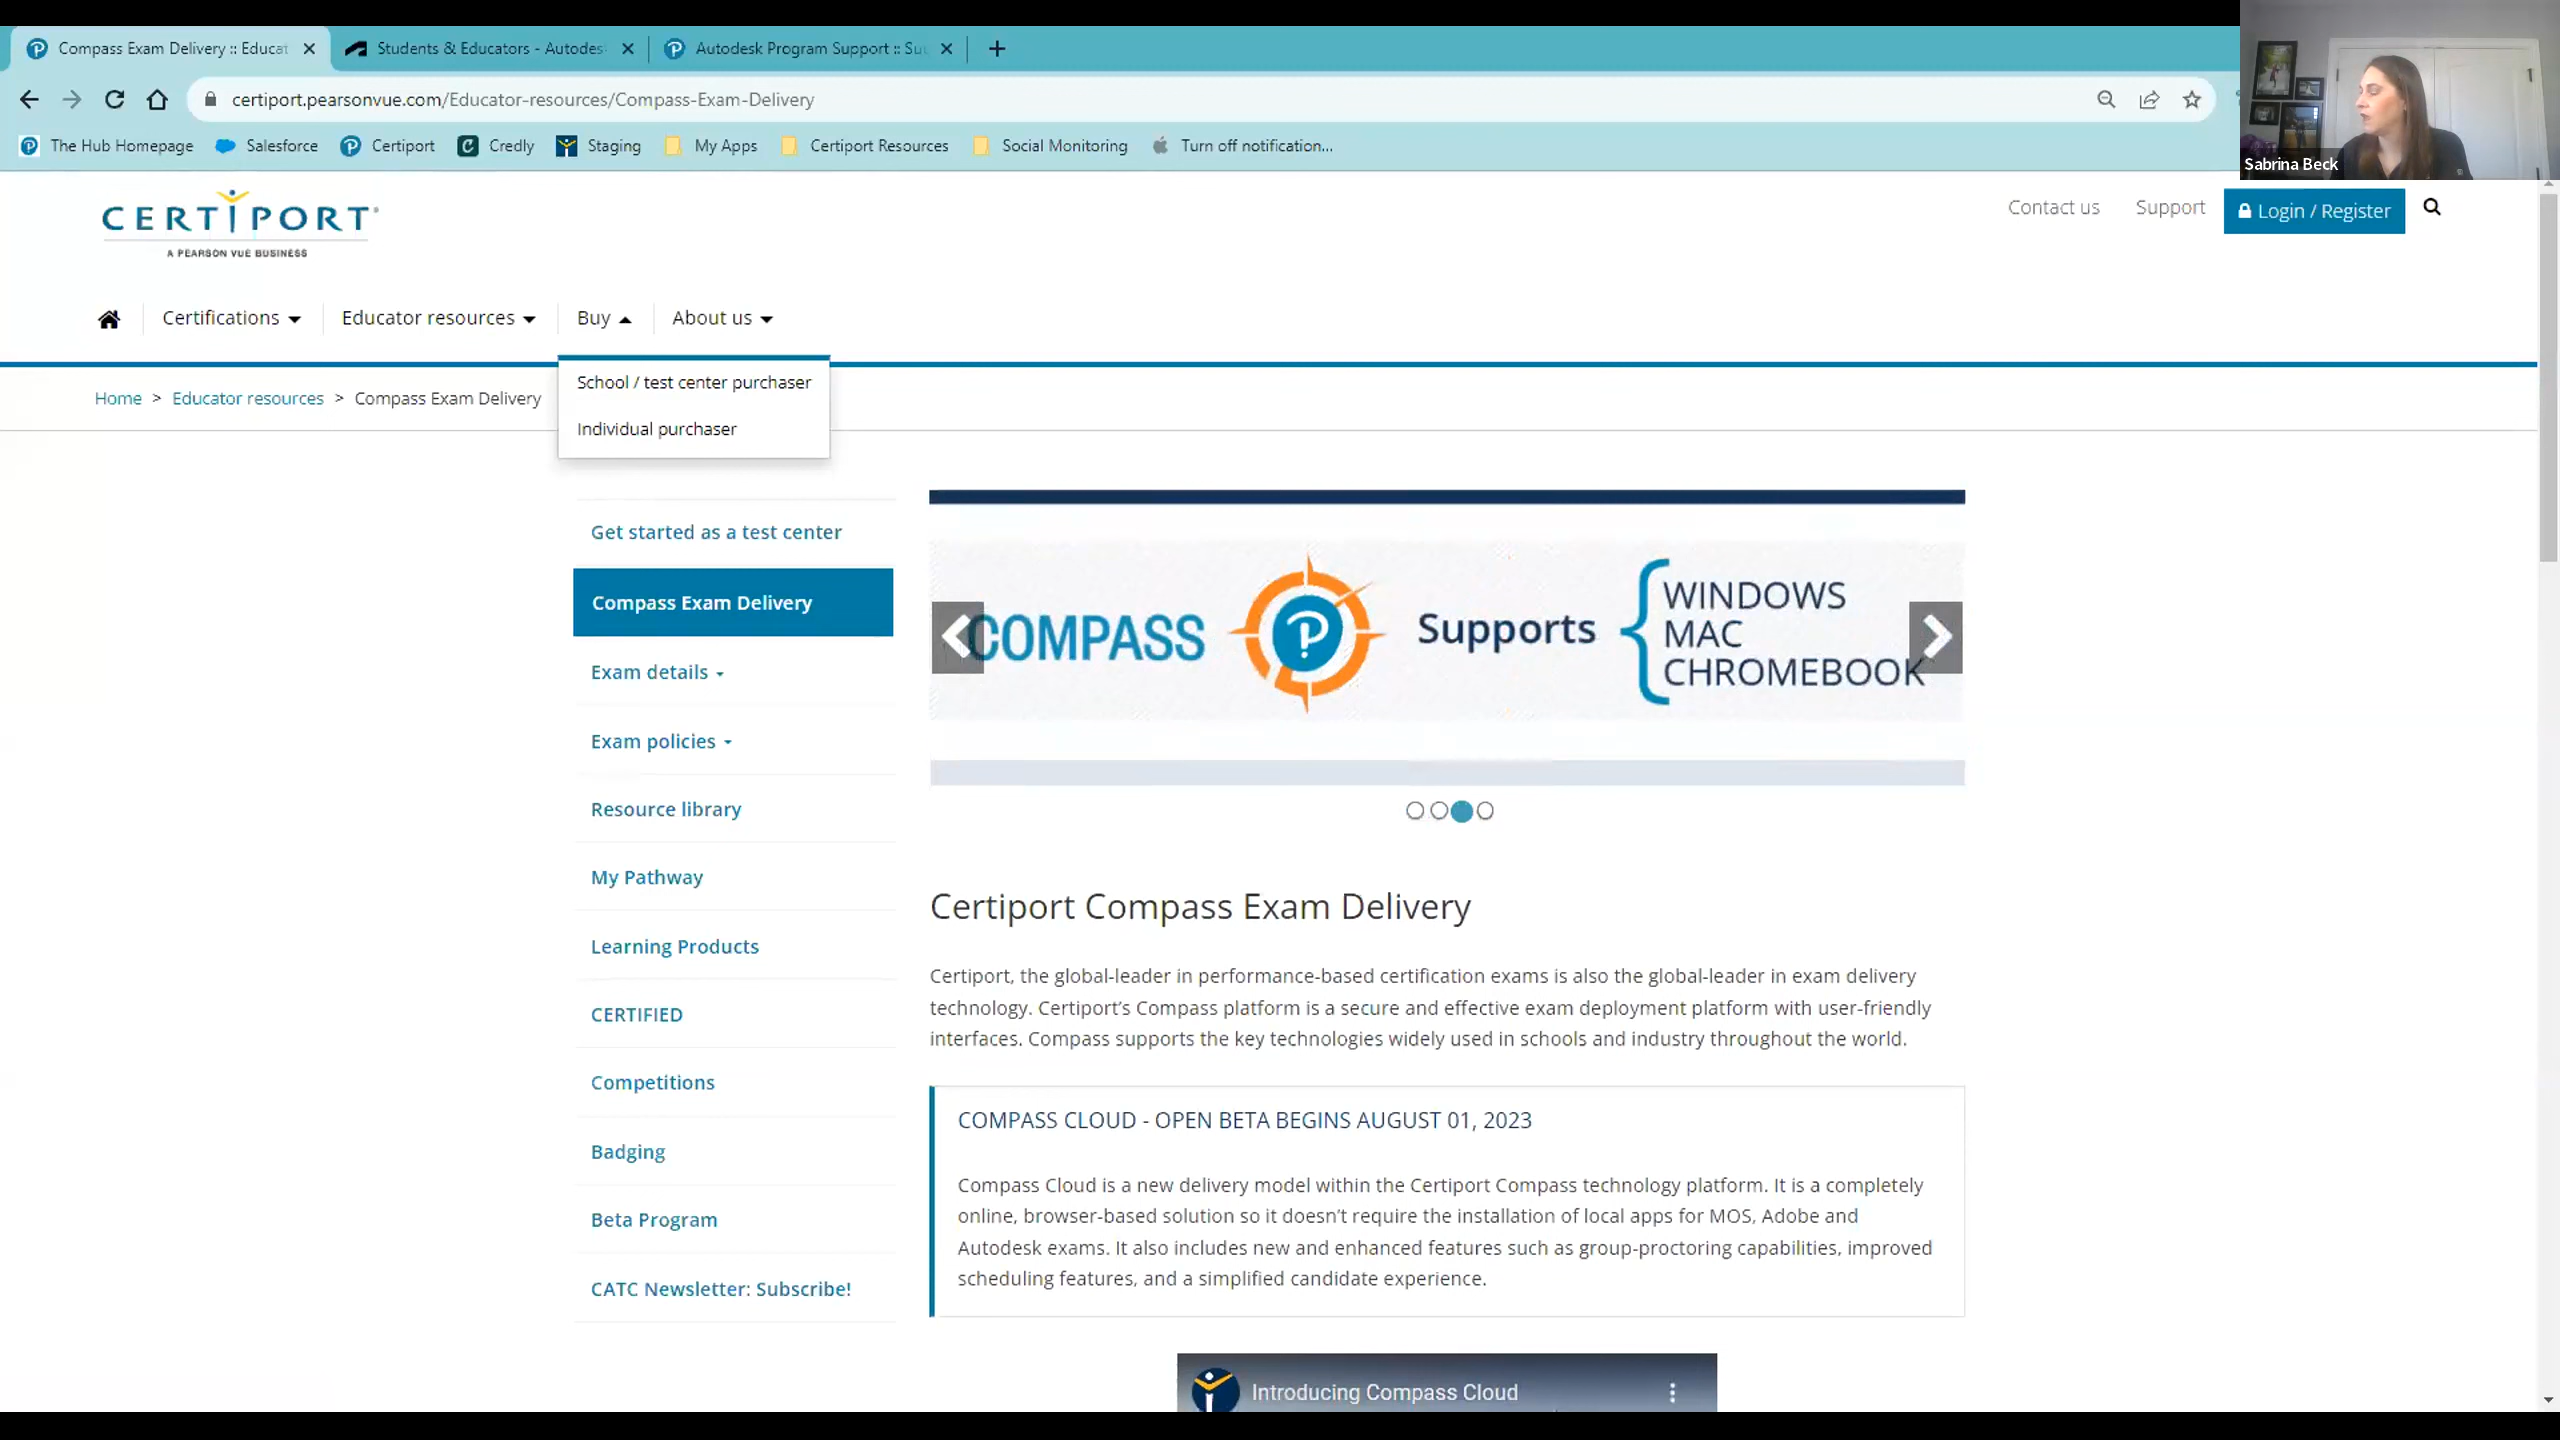 Compass Exam Delivery :: Educat
Students & Educators - Autodes
Autodesk Program Support :: Su
certiport.pearsonvue.com/Educator-resources/Compass-Exam-Delivery
The Hub Homepage
Salesforce
Certiport
Credly
Staging
My Apps
Certiport Resources
Social Monitoring
Turn off notification...
Sabrina Beck
CERTIPORT
A PEARSON VUE BUSINESS
Contact us
Support
Login / Register
Certifications
Educator resources
Buy
About us
School / test center purchaser
Individual purchaser
Home > Educator resources > Compass Exam Delivery
Get started as a test center
Compass Exam Delivery
Exam details
Exam policies
Resource library
My Pathway
Learning Products
CERTIFIED
Competitions
Badging
Beta Program
CATC Newsletter: Subscribe!
COMPASS
Supports
WINDOWS
MAC
CHROMEBOOK
Certiport Compass Exam Delivery
Certiport, the global-leader in performance-based certification exams is also the global-leader in exam delivery
technology. Certiport's Compass platform is a secure and effective exam deployment platform with user-friendly
interfaces. Compass supports the key technologies widely used in schools and industry throughout the world.
COMPASS CLOUD - OPEN BETA BEGINS AUGUST 01, 2023
Compass Cloud is a new delivery model within the Certiport Compass technology platform. It is a completely
online, browser-based solution so it doesn't require the installation of local apps for MOS, Adobe and
Autodesk exams. It also includes new and enhanced features such as group-proctoring capabilities, improved
scheduling features, and a simplified candidate experience.
Introducing Compass Cloud